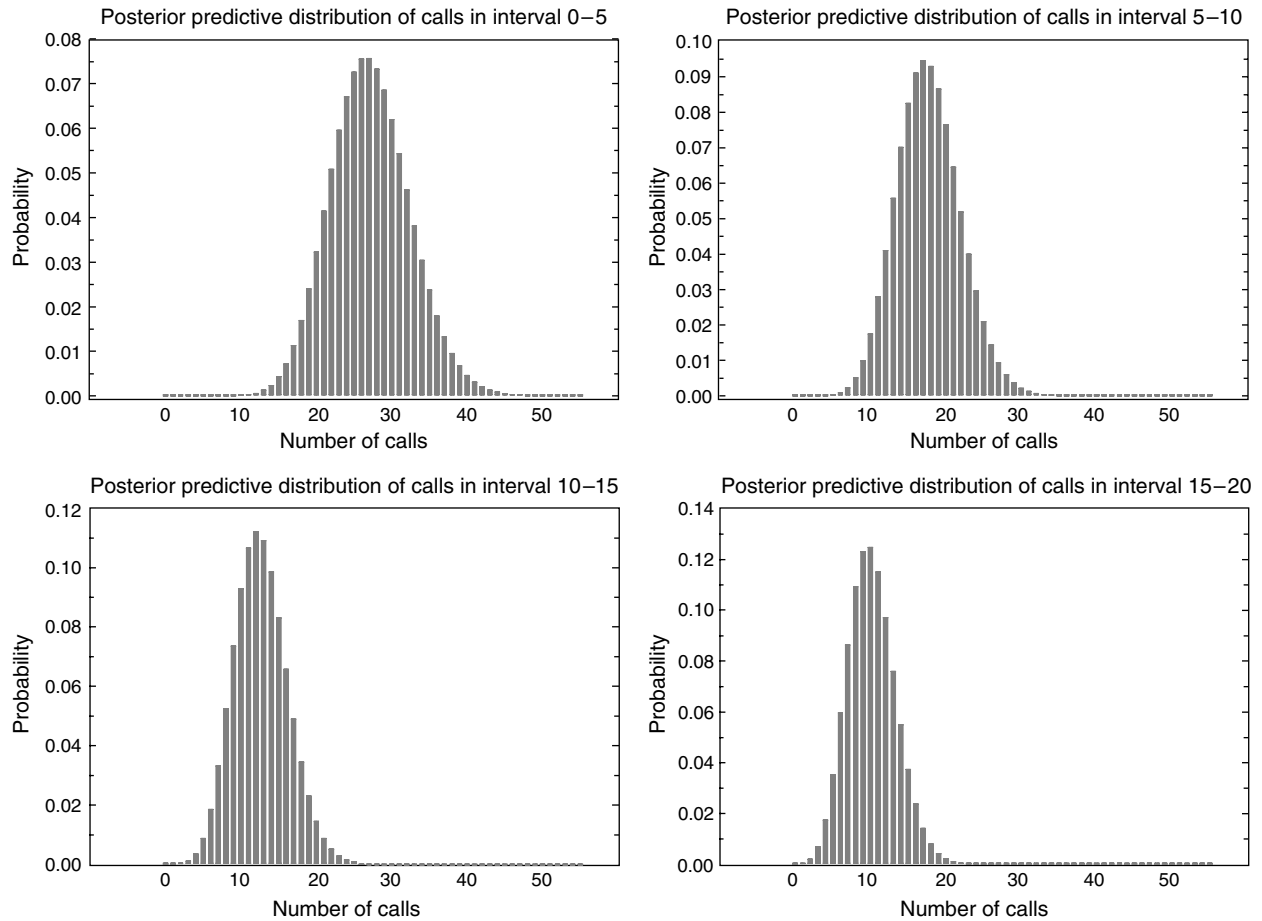 Posterior predictive distribution of calls in interval 0–5
0.08
0.07
0.06
0.05
0.04
0.03
0.02
0.01
0.00
Probability
0 10 20 30 40 50
Number of calls
Posterior predictive distribution of calls in interval 5–10
0.10
0.09
0.08
0.07
0.06
0.05
0.04
0.03
0.02
0.01
0.00
Probability
0 10 20 30 40 50
Number of calls
Posterior predictive distribution of calls in interval 10–15
0.12
0.10
0.08
0.06
0.04
0.02
0.00
Probability
0 10 20 30 40 50
Number of calls
Posterior predictive distribution of calls in interval 15–20
0.14
0.12
0.10
0.08
0.06
0.04
0.02
0.00
Probability
0 10 20 30 40 50
Number of calls